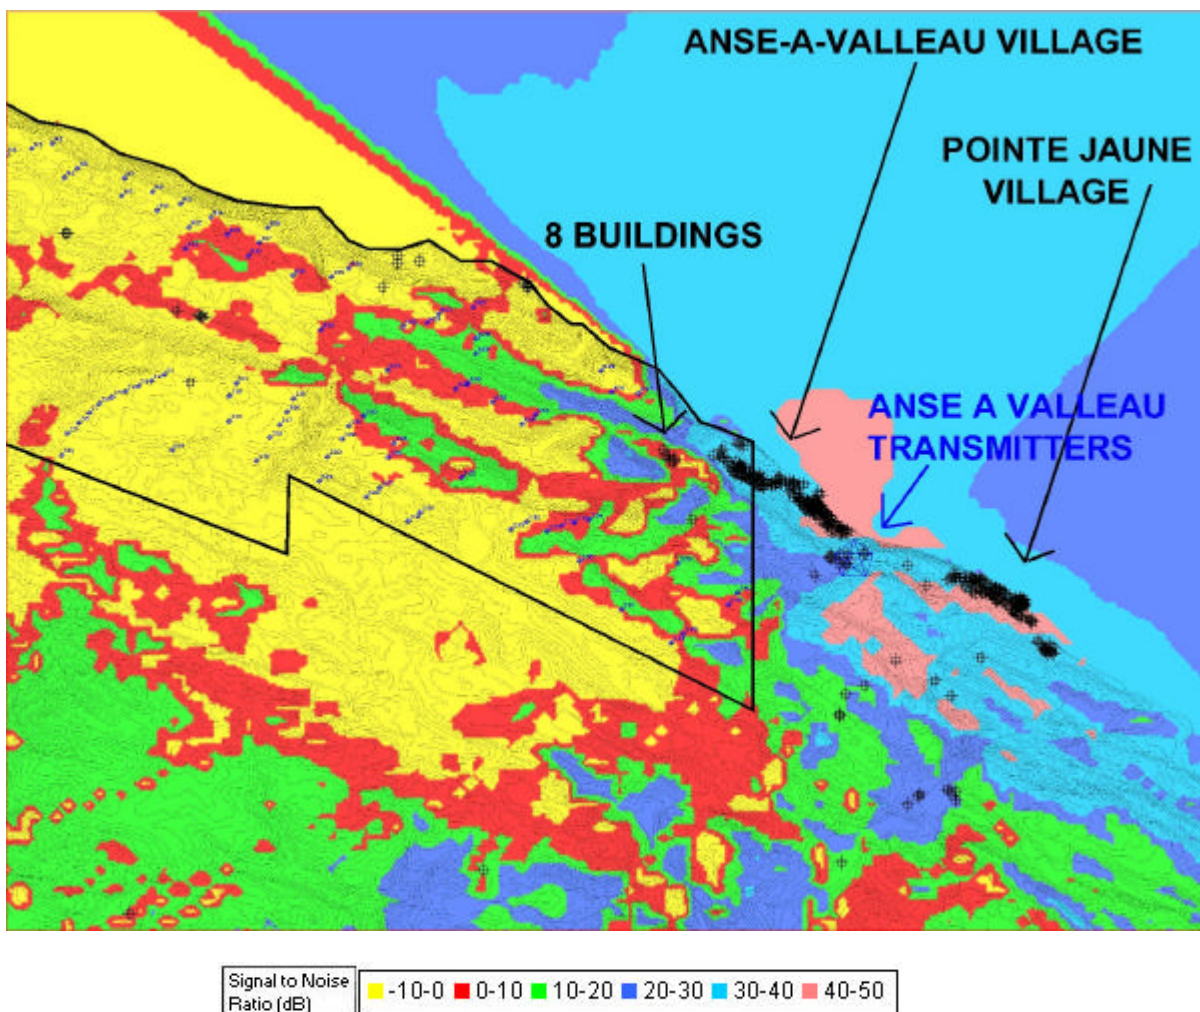 ANSE-A-VALLEAU VILLAGE
POINTE JAUNE
VILLAGE
8 BUILDINGS
ANSE A VALLEAU
TRANSMITTERS
Signal to Noise
Ratio (dB)
-10-0 0-10 10-20 20-30 30-40 40-50